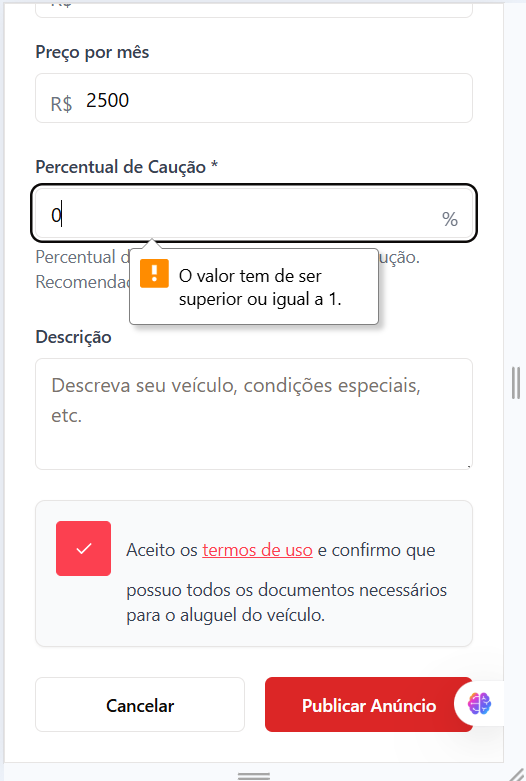 Preço por mês
R$ 2500
Percentual de Caução *
0 %
Percentual d ução.
O valor tem de ser
superior ou igual a 1.
Recomendad
Descrição
Descreva seu veículo, condições especiais,
etc.
Aceito os termos de uso e confirmo que
possuo todos os documentos necessários
para o aluguel do veículo.
Cancelar
Publicar Anúncio